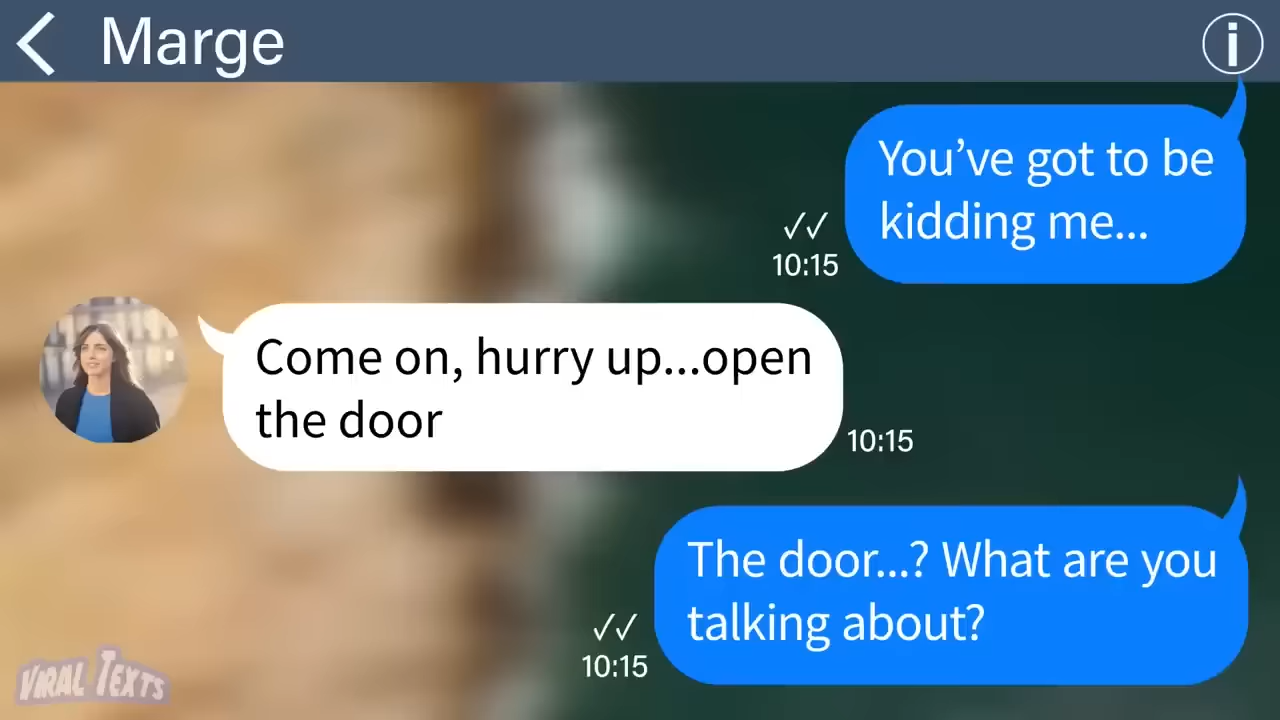 Marge
You’ve got to be
kidding me...
10:15
Come on, hurry up...open
the door
10:15
The door...? What are you
talking about?
10:15
VIRAL TEXTS